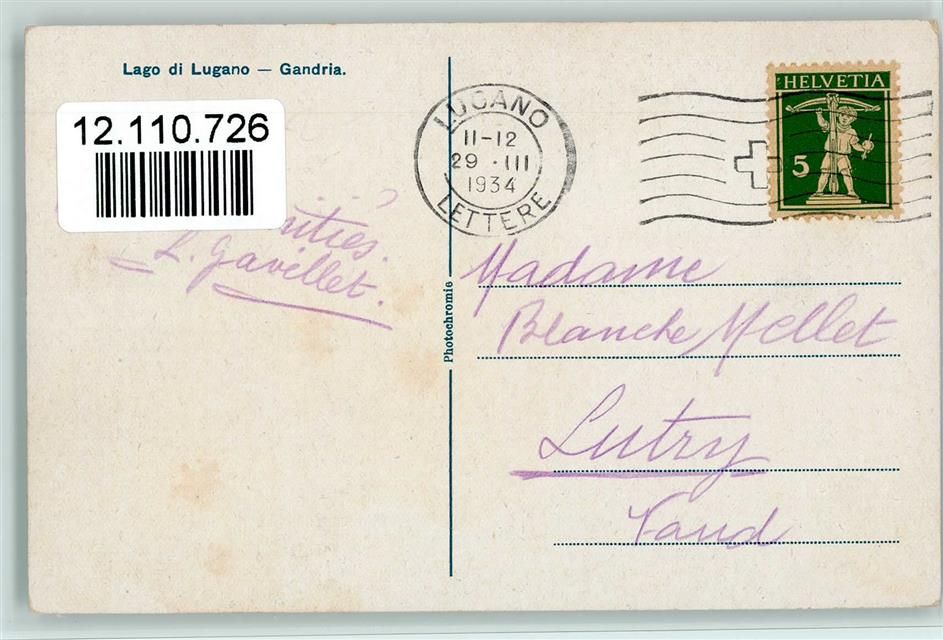 Lago di Lugano — Gandria.
12.110.726
L. Gavillet.
Photochromie
LUGANO
11-12
29 · III
1934
LETTERE
HELVETIA
5
Madame
Blanche Mellet
Lutry
Vaud